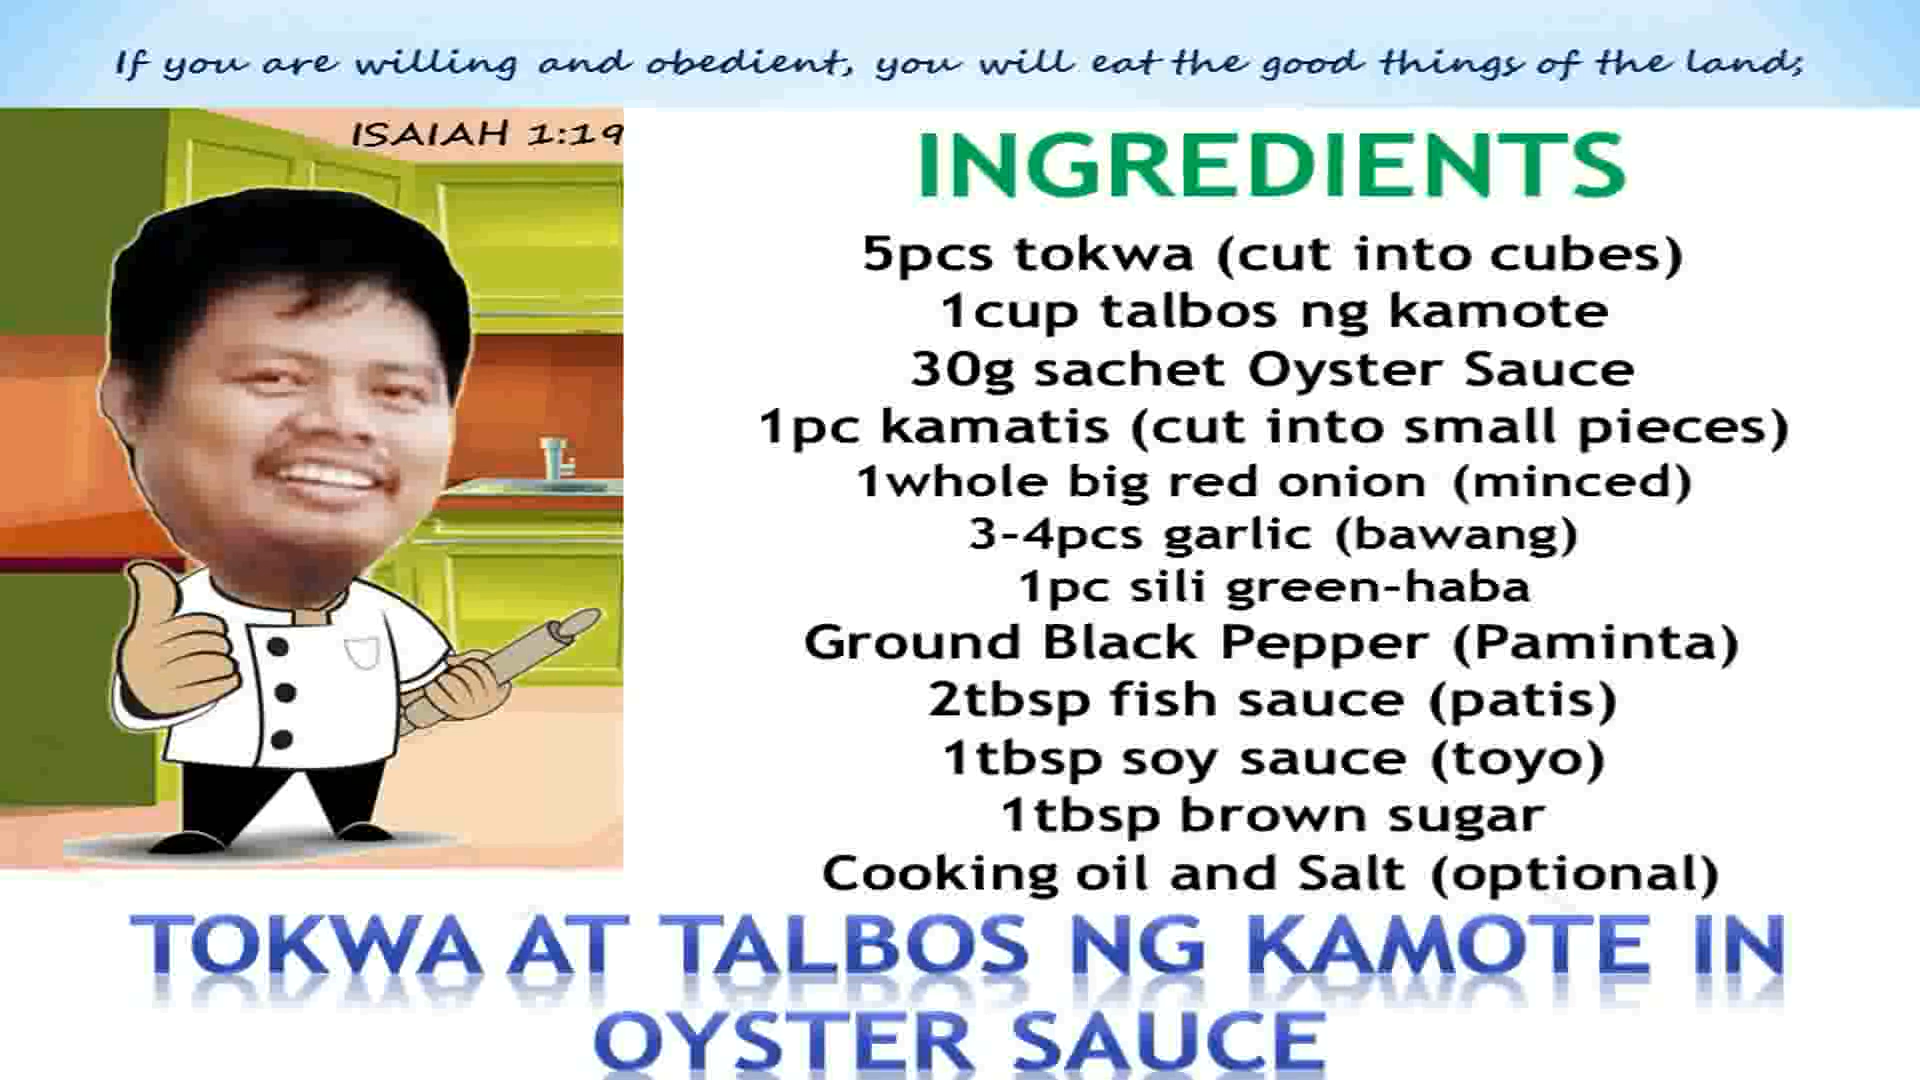 If you are willing and obedient, you will eat the good things of the land;
ISAIAH 1:19
INGREDIENTS
5pcs tokwa (cut into cubes)
1cup talbos ng kamote
30g sachet Oyster Sauce
1pc kamatis (cut into small pieces)
1whole big red onion (minced)
3-4pcs garlic (bawang)
1pc sili green-haba
Ground Black Pepper (Paminta)
2tbsp fish sauce (patis)
1tbsp soy sauce (toyo)
1tbsp brown sugar
Cooking oil and Salt (optional)
TOKWA AT TALBOS NG KAMOTE IN
OYSTER SAUCE